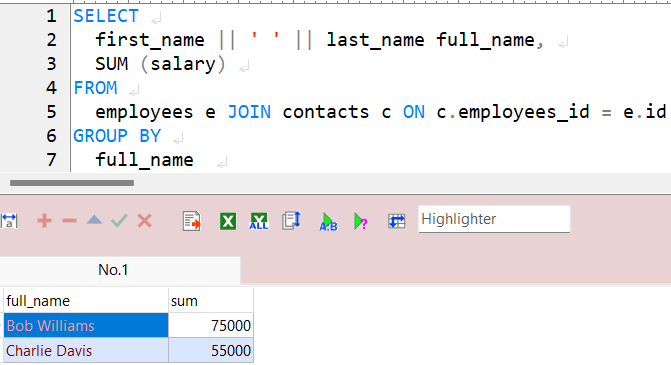 1 SELECT
2 first_name || ' ' || last_name full_name,
3 SUM (salary)
4 FROM
5 employees e JOIN contacts c ON c.employees_id = e.id
6 GROUP BY
7 full_name
a ALL A.B ? Highlighter
No.1
full_name sum
Bob Williams 75000
Charlie Davis 55000